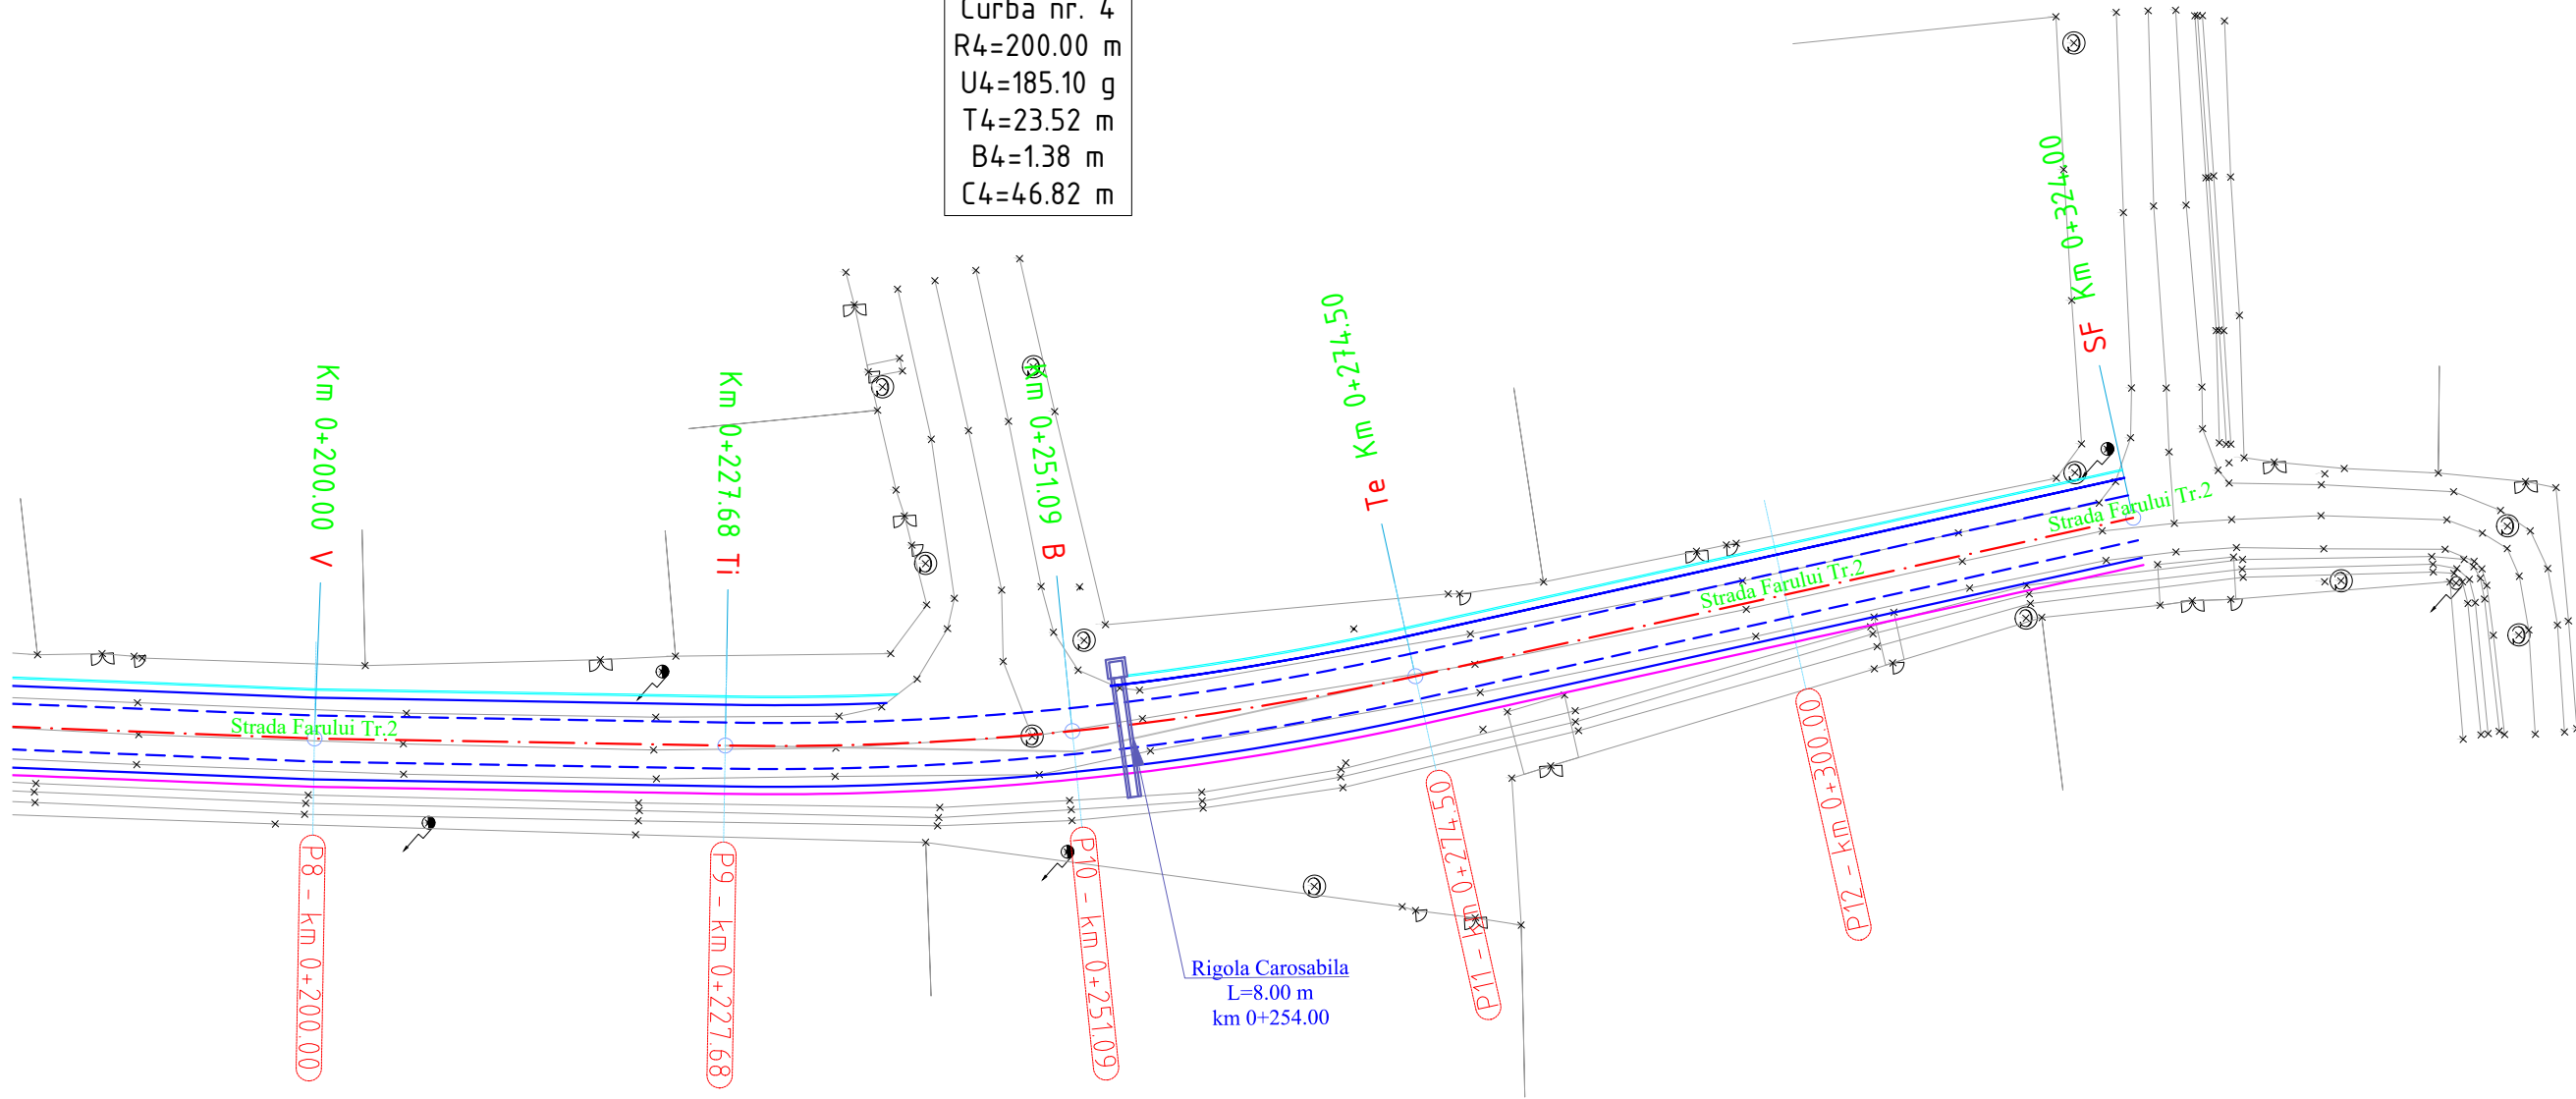 Curba nr. 4
R4=200.00 m
U4=185.10 g
T4=23.52 m
B4=1.38 m
C4=46.82 m
Km 0+200.00 V
Km 0+227.68 Ti
Km 0+251.09 B
Te Km 0+274.50
SF Km 0+324.00
Strada Farului Tr.2
Strada Farului Tr.2
Strada Farului Tr.2
P8 - km 0+200.00
P9 - km 0+227.68
P10 - km 0+251.09
P11 - km 0+274.50
P12 - km 0+300.00
Rigola Carosabila
L=8.00 m
km 0+254.00